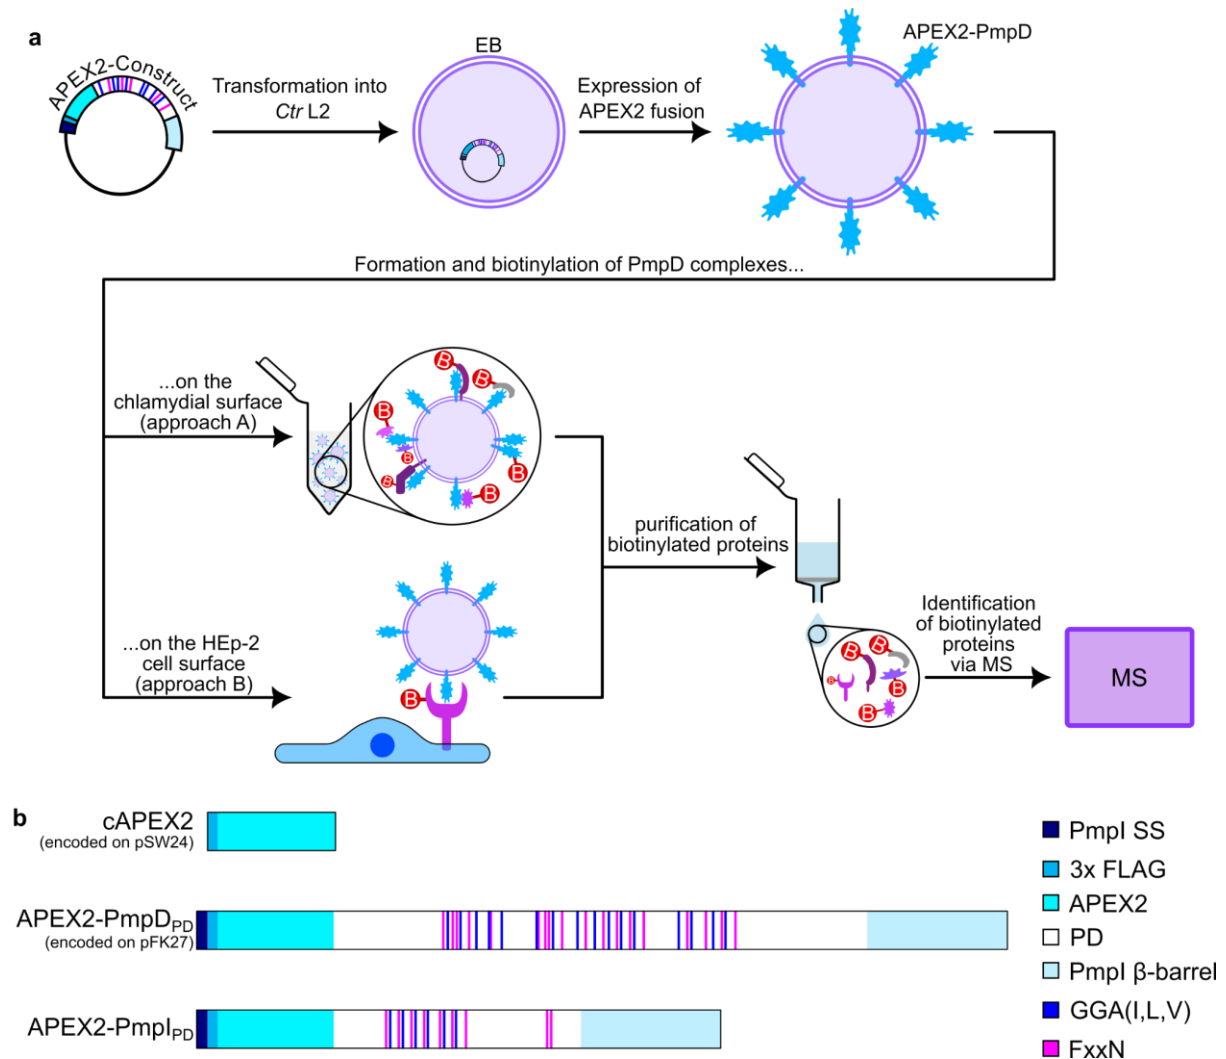 a
APEX2-Construct
Transformation into
Ctr L2
EB
Expression of
APEX2 fusion
APEX2-PmpD
Formation and biotinylation of PmpD complexes...
...on the
chlamydial surface
(approach A)
B
B
B
B
B
B
B
...on the HEp-2
cell surface
(approach B)
B
purification of
biotinylated proteins
B
B
B
B
B
Identification
of biotinylated
proteins
via MS
MS
b
cAPEX2
(encoded on pSW24)
APEX2-PmpDPD
(encoded on pFK27)
APEX2-PmpIPD
PmpI SS
3x FLAG
APEX2
PD
PmpI β-barrel
GGA(I,L,V)
FxxN